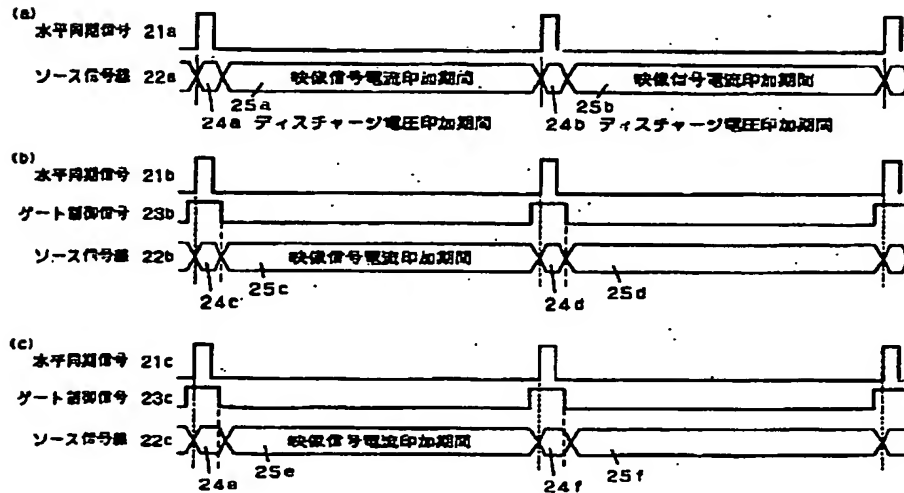 (a)
水平同期信号 21a
ソース信号線 22a 映像信号電流印加期間 映像信号電流印加期間
25a 25b
24a ディスチャージ電圧印加期間 24b ディスチャージ電圧印加期間
(b)
水平同期信号 21b
ゲート制御信号 23b
ソース信号線 22b 映像信号電流印加期間
25c 25d
24c 24d
(c)
水平同期信号 21c
ゲート制御信号 23c
ソース信号線 22c 映像信号電流印加期間
25e 25f
24a 24f